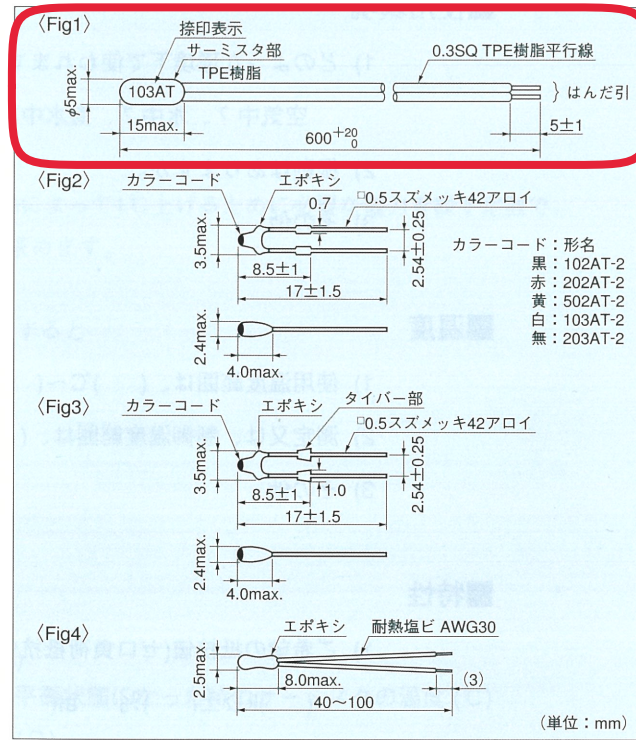 〈Fig1〉
捺印表示
サーミスタ部
TPE樹脂
0.3SQ TPE樹脂平行線
φ5max.
103AT
はんだ引
15max.
5±1
600+20 0
〈Fig2〉
カラーコード
エポキシ
0.7
□0.5スズメッキ42アロイ
3.5max.
2.54±0.25
8.5±1
17±1.5
カラーコード：形名
黒：102AT-2
赤：202AT-2
黄：502AT-2
白：103AT-2
無：203AT-2
2.4max.
4.0max.
〈Fig3〉
カラーコード
エポキシ
タイバー部
□0.5スズメッキ42アロイ
3.5max.
2.54±0.25
8.5±1
1.0
17±1.5
2.4max.
4.0max.
〈Fig4〉
エポキシ
耐熱塩ビ AWG30
2.5max.
8.0max.
(3)
40～100
(単位：mm)